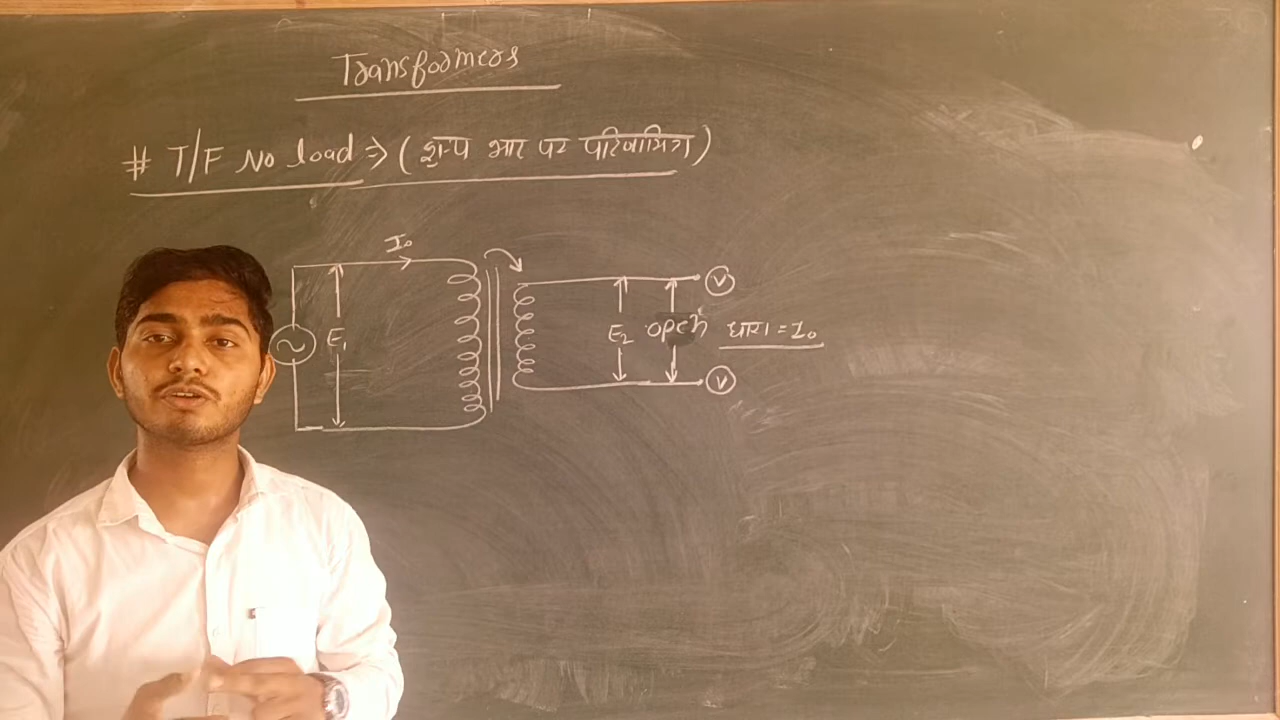 Transformers
# T/F No load ⇒ (शून्य भार पर परिणामित्र)
I₀
E₁
E₂ open धारा = I₀
V
V